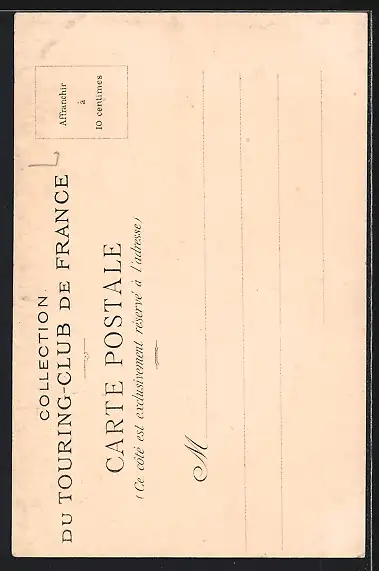 COLLECTION
DU TOURING-CLUB DE FRANCE
Affranchir
à
10 centimes
CARTE POSTALE
(Ce côté est exclusivement réservé à l'adresse)
M